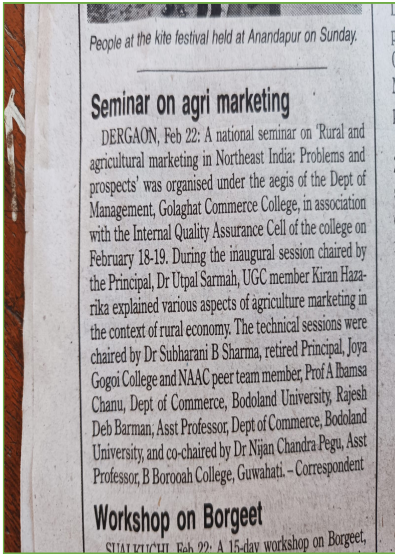 People at the kite festival held at Anandapur on Sunday.
Seminar on agri marketing
DERGAON, Feb 22: A national seminar on 'Rural and
agricultural marketing in Northeast India: Problems and
prospects' was organised under the aegis of the Dept of
Management, Golaghat Commerce College, in association
with the Internal Quality Assurance Cell of the college on
February 18-19. During the inaugural session chaired by
the Principal, Dr Utpal Sarmah, UGC member Kiran Haza-
rika explained various aspects of agriculture marketing in
the context of rural economy. The technical sessions were
chaired by Dr Subharani B Sharma, retired Principal, Joya
Gogoi College and NAAC peer team member, Prof A Ibamsa
Chanu, Dept of Commerce, Bodoland University, Rajesh
Deb Barman, Asst Professor, Dept of Commerce, Bodoland
University, and co-chaired by Dr Nijan Chandra Pegu, Asst
Professor, B Borooah College, Guwahati. – Correspondent
Workshop on Borgeet
SUALKUCHI, Feb 22: A 15-day workshop on Borgeet,